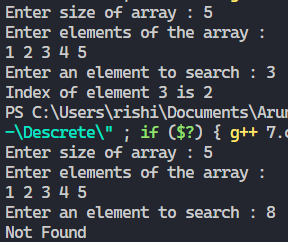 Enter size of array : 5
Enter elements of the array :
1 2 3 4 5
Enter an element to search : 3
Index of element 3 is 2
PS C:\Users\rishi\Documents\Arun
-\Descrete\" ; if ($?) { g++ 7.c
Enter size of array : 5
Enter elements of the array :
1 2 3 4 5
Enter an element to search : 8
Not Found